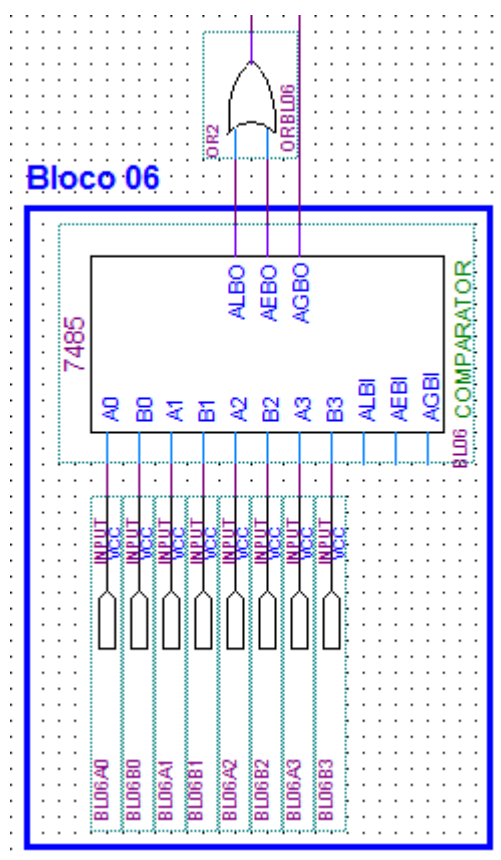 OR2
ORBL06
Bloco 06
7485
ALBO
AEBO
AGBO
A0
B0
A1
B1
A2
B2
A3
B3
ALBI
AEBI
AGBI
BL06
COMPARATOR
INPUT
VCC
INPUT
VCC
INPUT
VCC
INPUT
VCC
INPUT
VCC
INPUT
VCC
INPUT
VCC
INPUT
VCC
BL06A0
BL06B0
BL06A1
BL06B1
BL06A2
BL06B2
BL06A3
BL06B3